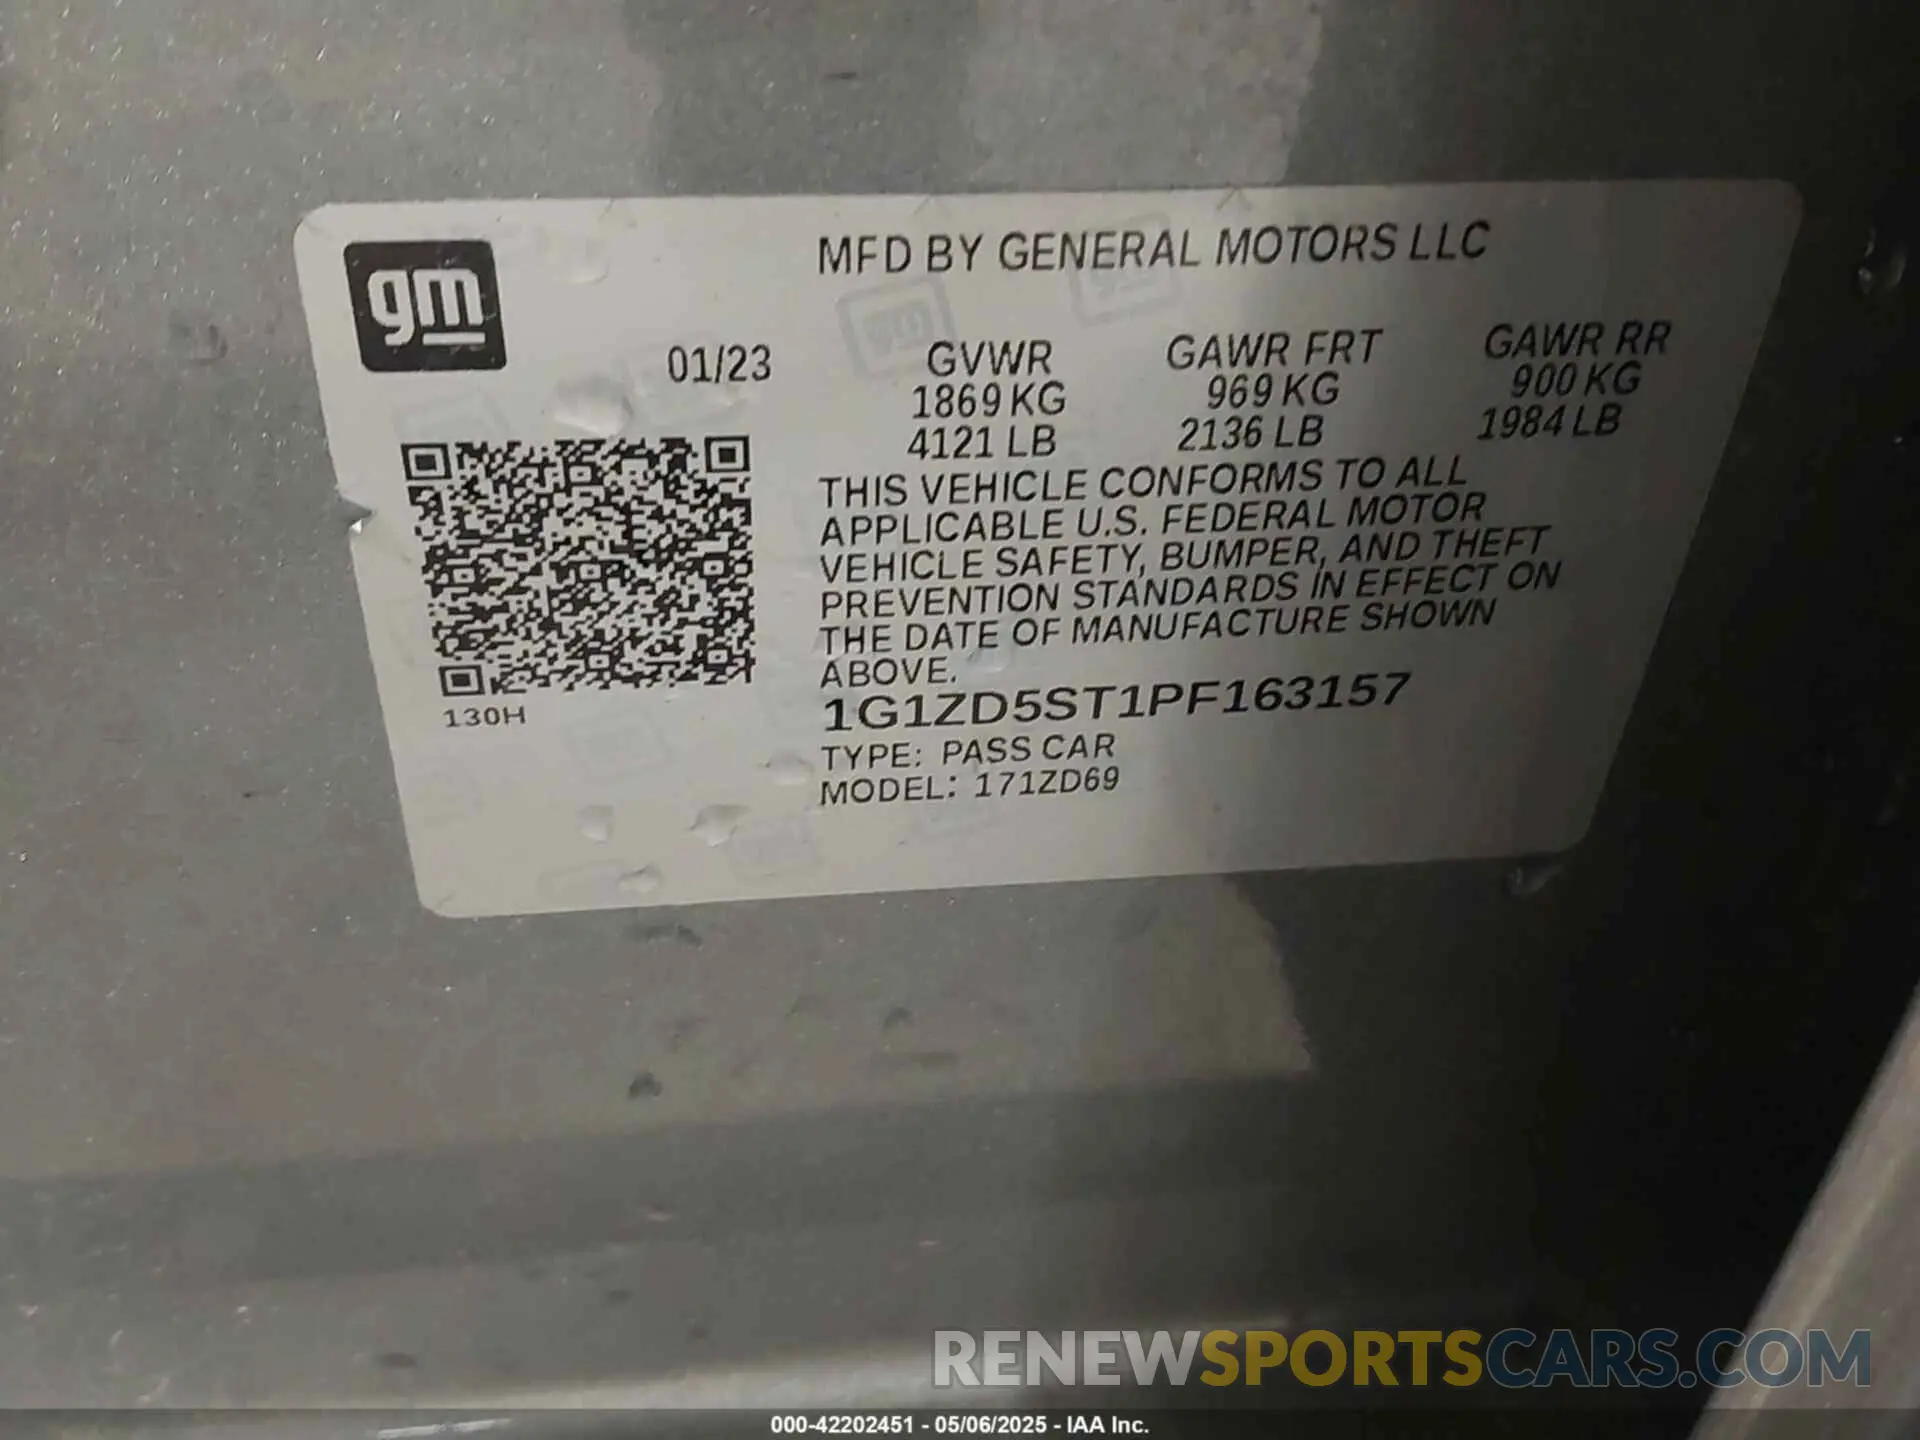 gm
MFD BY GENERAL MOTORS LLC
01/23
GVWR GAWR FRT GAWR RR
1869 KG 969 KG 900 KG
4121 LB 2136 LB 1984 LB
THIS VEHICLE CONFORMS TO ALL
APPLICABLE U.S. FEDERAL MOTOR
VEHICLE SAFETY, BUMPER, AND THEFT
PREVENTION STANDARDS IN EFFECT ON
THE DATE OF MANUFACTURE SHOWN
ABOVE.
1G1ZD5ST1PF163157
130H
TYPE: PASS CAR
MODEL: 171ZD69
RENEWSPORTSCARS.COM
000-42202451 - 05/06/2025 - IAA Inc.